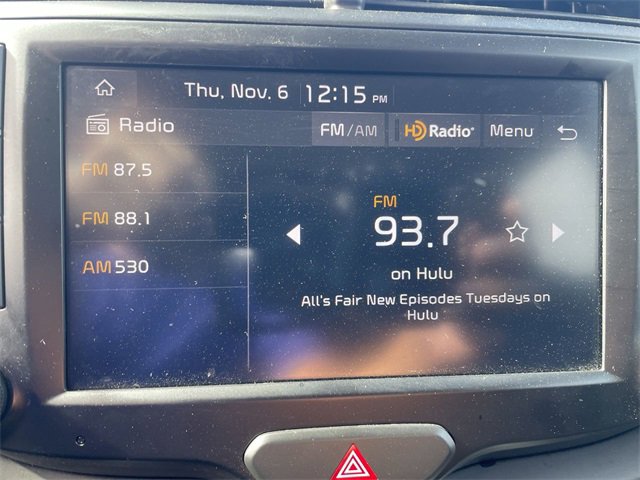 Thu, Nov. 6 12:15 PM
Radio FM/AM HD Radio® Menu
FM 87.5
FM 88.1
AM 530
FM
93.7
on Hulu
All's Fair New Episodes Tuesdays on
Hulu